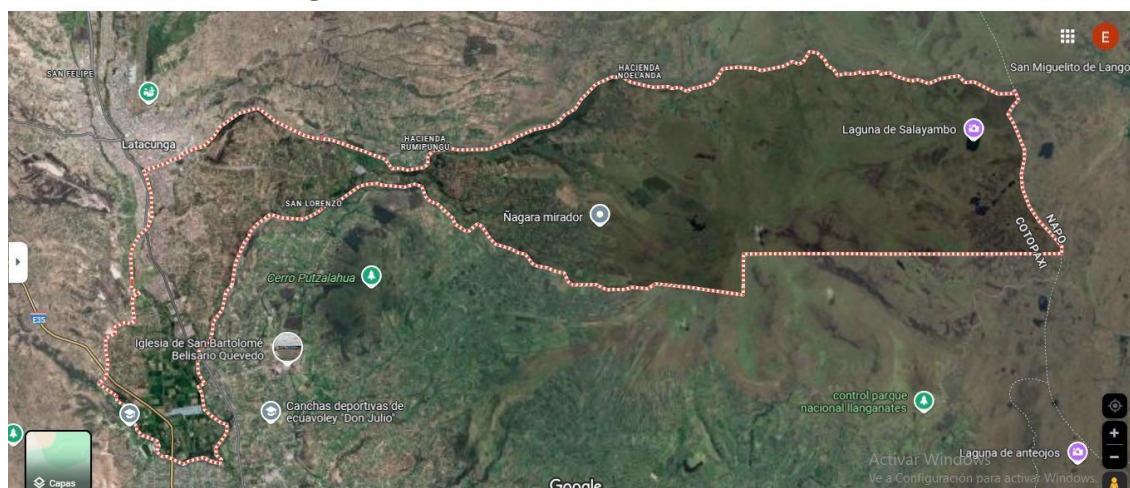 E
San Miguelito de Lango
SAN FELIPE
HACIENDA
NOELANDA
Laguna de Salayambo
HACIENDA
RUMIPUNGU
Latacunga
SAN LORENZO
Ñagara mirador
NAPO
COTOPAXI
Cerro Putzalahua
E35
Iglesia de San Bartolomé
Belisario Quevedo
control parque
nacional llanganates
Canchas deportivas de
ecuavoley "Don Julio"
Laguna de anteojos
Activar Windows
Ve a Configuración para activar Windows.
Capas
Google